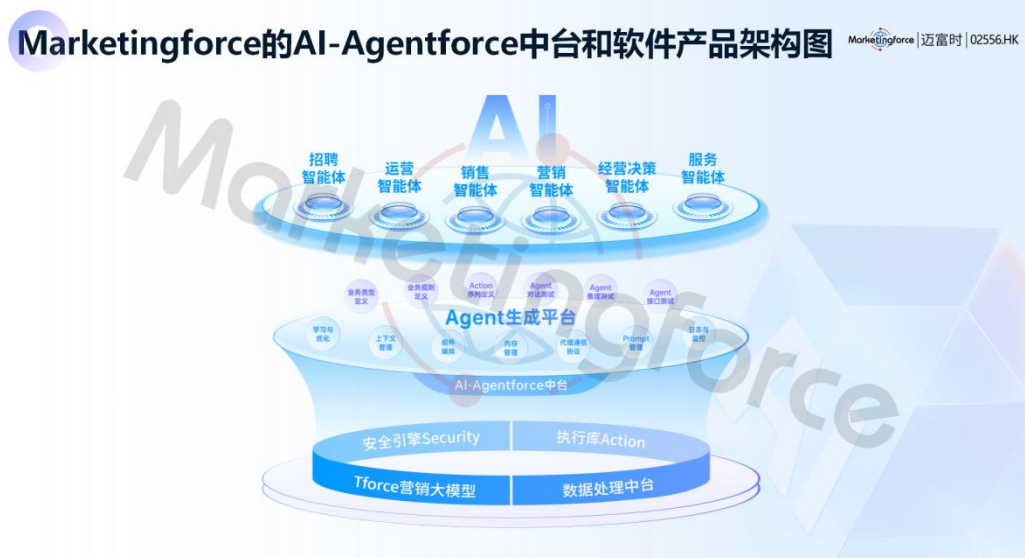 Marketingforce的AI-Agentforce中台和软件产品架构图
Marketingforce | 迈富时 | 02556.HK
AI
招聘
智能体
运营
智能体
销售
智能体
营销
智能体
经营决策
智能体
服务
智能体
业务类型
定义
业务规则
定义
Action
序列定义
Agent
对话测试
Agent
推理测试
Agent
接口测试
Agent生成平台
学习与
优化
上下文
管理
组件
编排
内存
管理
代理通信
协议
Prompt
管理
日志与
监控
AI-Agentforce中台
安全引擎Security
执行库Action
Tforce营销大模型
数据处理中台
Marketingforce